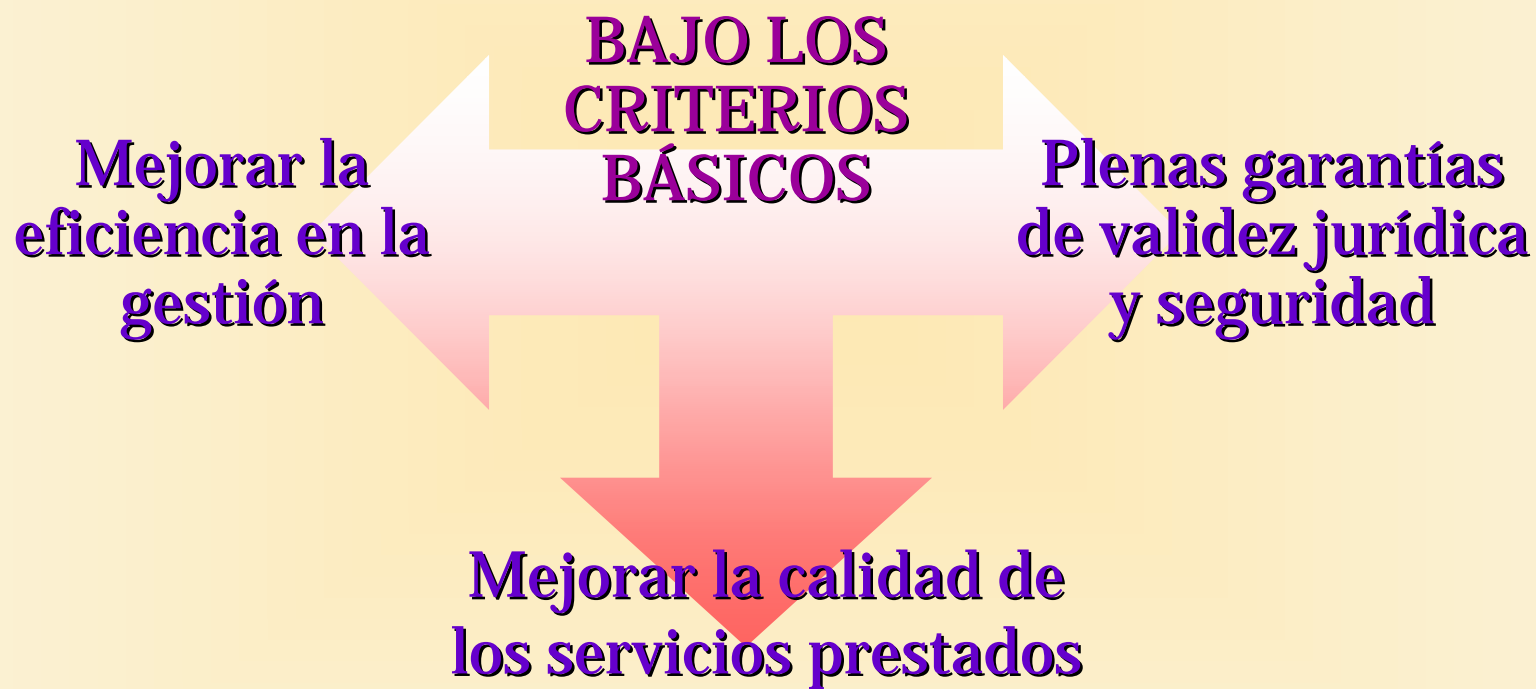 BAJO LOS
CRITERIOS
BÁSICOS
Mejorar la
eficiencia en la
gestión
Plenas garantías
de validez jurídica
y seguridad
Mejorar la calidad de
los servicios prestados